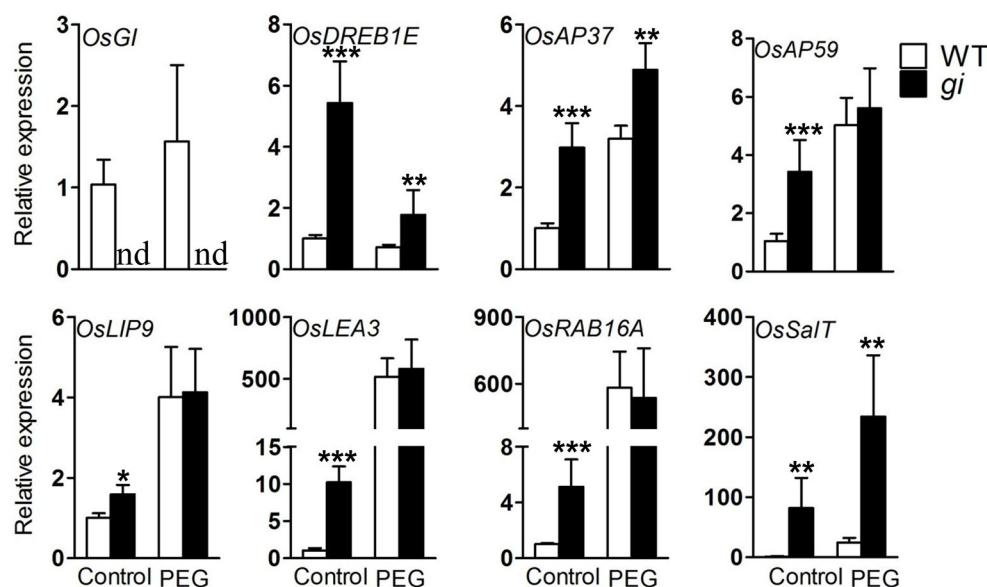 OsGI
OsDREB1E
OsAP37
OsAP59
WT
gi
Relative expression
3
2
1
0
nd
nd
8
6
4
2
0
***
**
6
4
2
0
***
**
8
6
4
2
0
***
OsLIP9
OsLEA3
OsRAB16A
OsSalT
Relative expression
6
4
2
0
*
Control PEG
1000
500
15
10
5
0
***
Control PEG
900
600
8
4
0
***
Control PEG
400
300
200
100
0
**
**
Control PEG